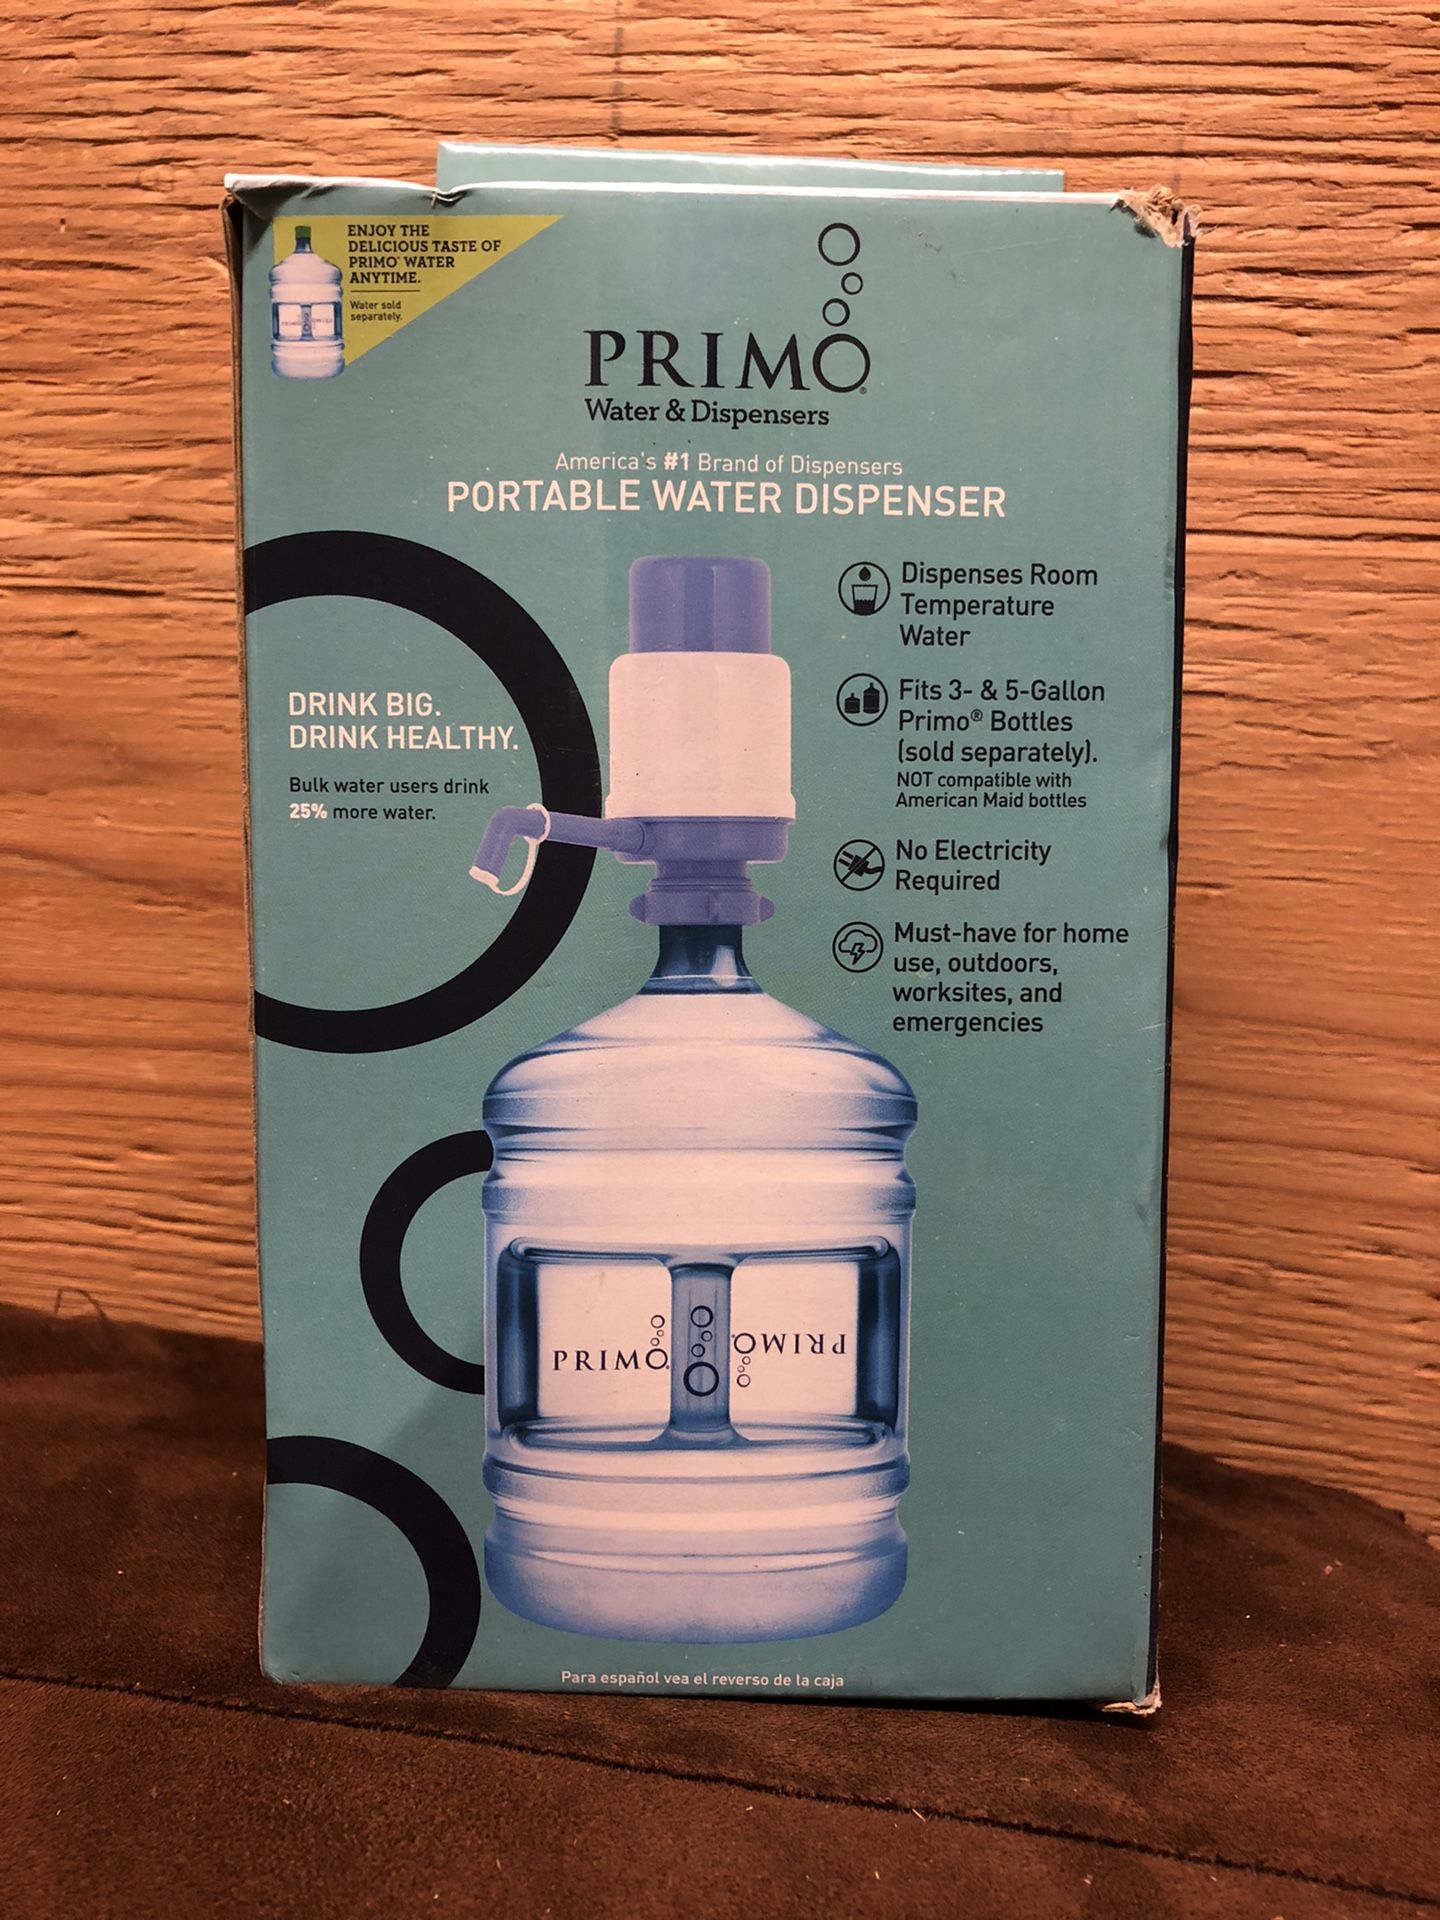 ENJOY THE
DELICIOUS TASTE OF
PRIMO® WATER
ANYTIME.
Water sold
separately.
PRIMO®
Water & Dispensers
America's #1 Brand of Dispensers
PORTABLE WATER DISPENSER
Dispenses Room
Temperature
Water
Fits 3- & 5-Gallon
Primo® Bottles
(sold separately).
NOT compatible with
American Maid bottles
No Electricity
Required
Must-have for home
use, outdoors,
worksites, and
emergencies
DRINK BIG.
DRINK HEALTHY.
Bulk water users drink
25% more water.
PRIMO
PRIMO
Para español vea el reverso de la caja